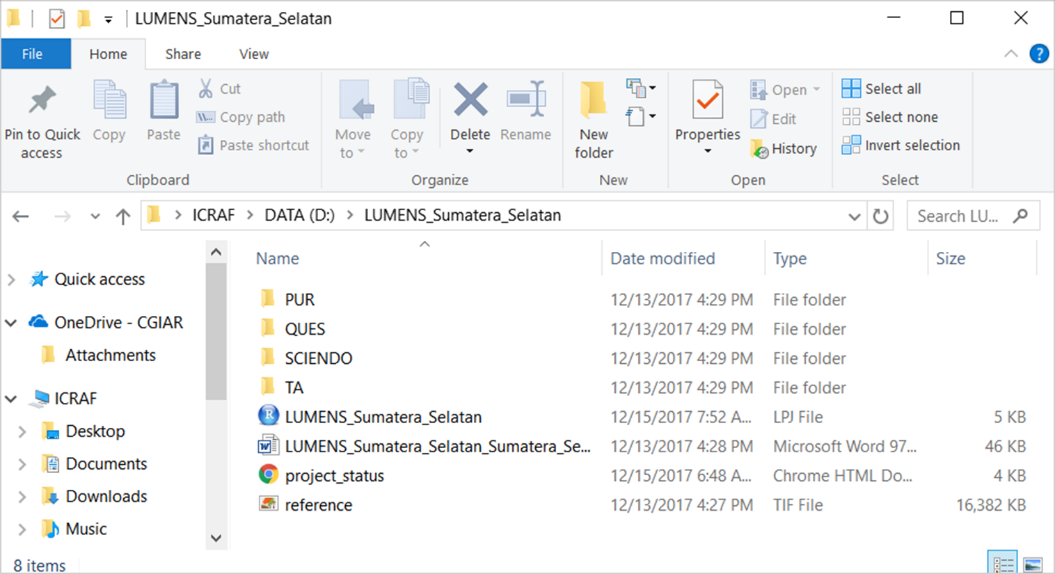 LUMENS_Sumatera_Selatan
File Home Share View
Pin to Quick access
Copy
Paste
Cut
Copy path
Paste shortcut
Clipboard
Move to
Copy to
Delete
Rename
Organize
New folder
New
Properties
Open
Edit
History
Open
Select all
Select none
Invert selection
Select
ICRAF > DATA (D:) > LUMENS_Sumatera_Selatan
Search LU...
Quick access
OneDrive - CGIAR
Attachments
ICRAF
Desktop
Documents
Downloads
Music
Name Date modified Type Size
PUR 12/13/2017 4:29 PM File folder
QUES 12/13/2017 4:29 PM File folder
SCIENDO 12/13/2017 4:29 PM File folder
TA 12/13/2017 4:29 PM File folder
LUMENS_Sumatera_Selatan 12/15/2017 7:52 A... LPJ File 5 KB
LUMENS_Sumatera_Selatan_Sumatera_Se... 12/13/2017 4:28 PM Microsoft Word 97... 46 KB
project_status 12/15/2017 6:48 A... Chrome HTML Do... 4 KB
reference 12/13/2017 4:27 PM TIF File 16,382 KB
8 items